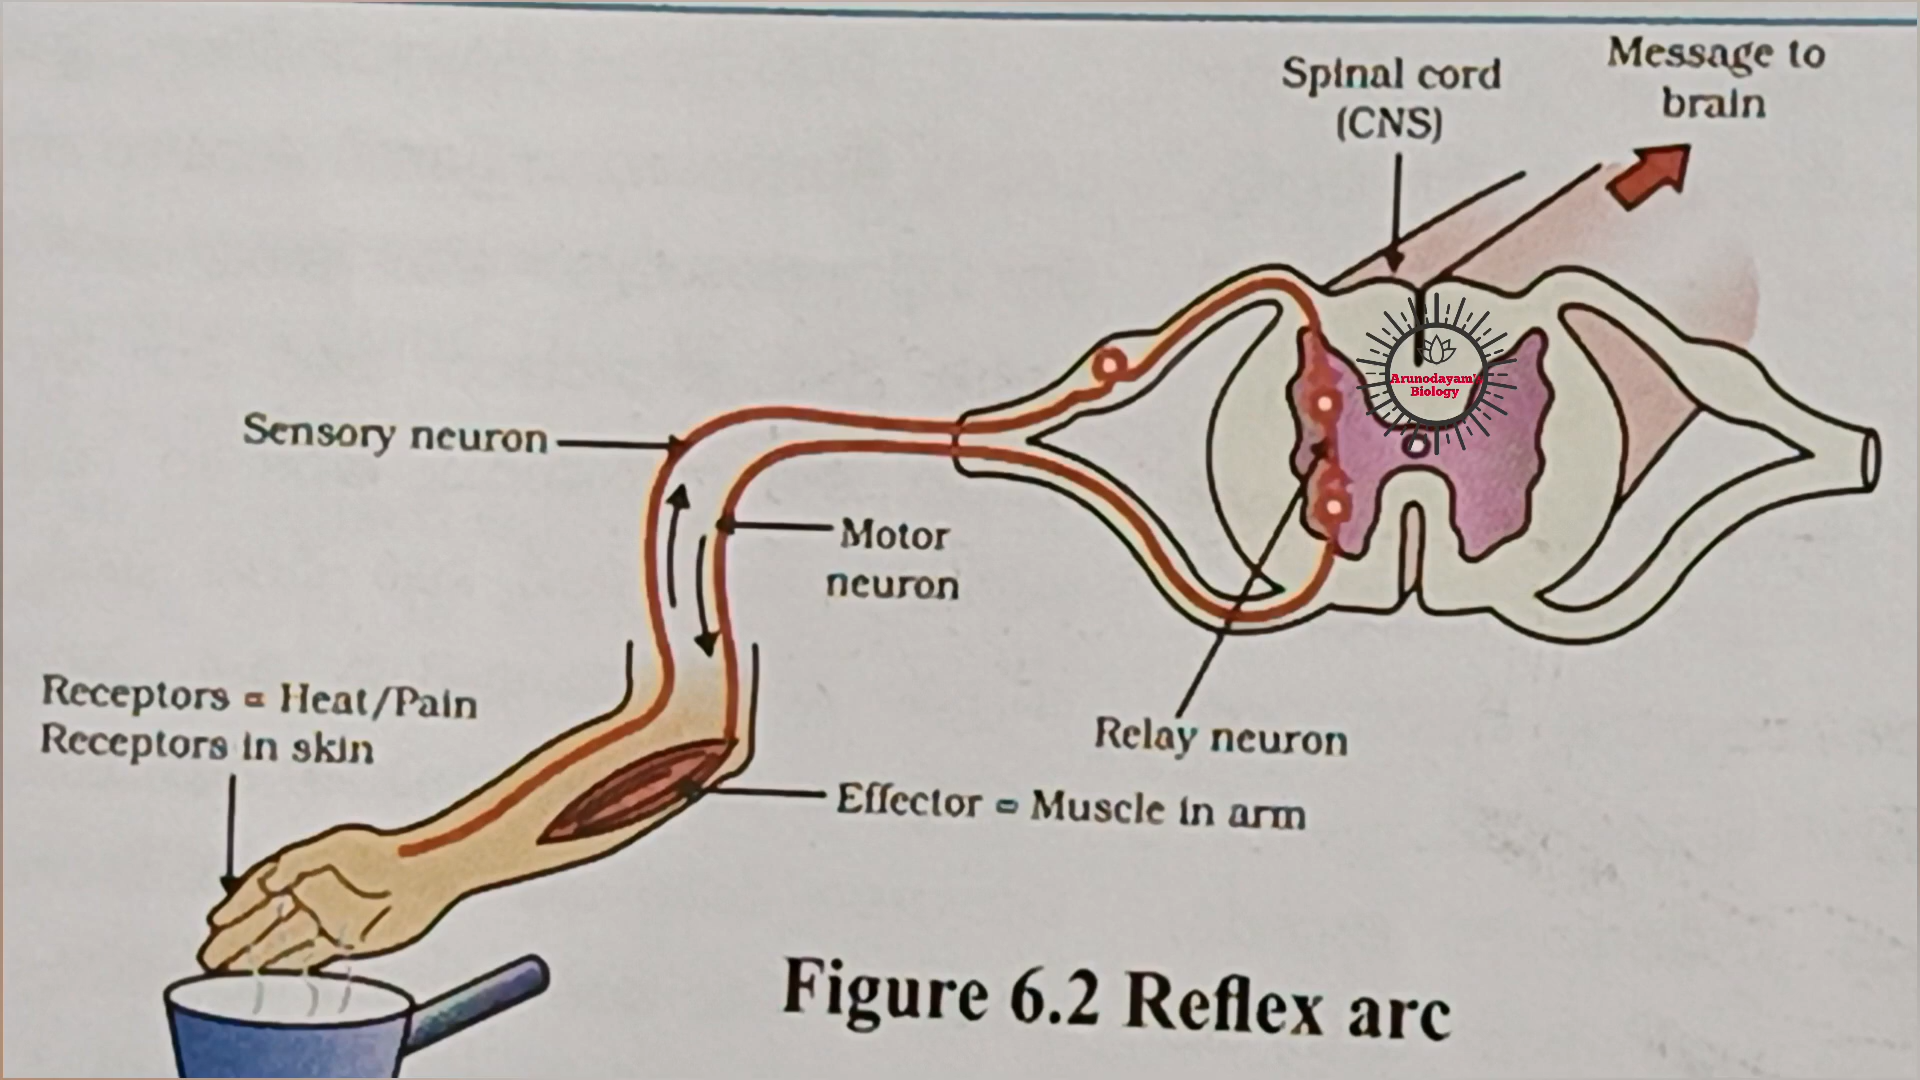 Spinal cord
(CNS)
Message to
brain
Arunodayam's
Biology
Sensory neuron
Motor
neuron
Receptors = Heat/Pain
Receptors in skin
Relay neuron
Effector = Muscle in arm
Figure 6.2 Reflex arc